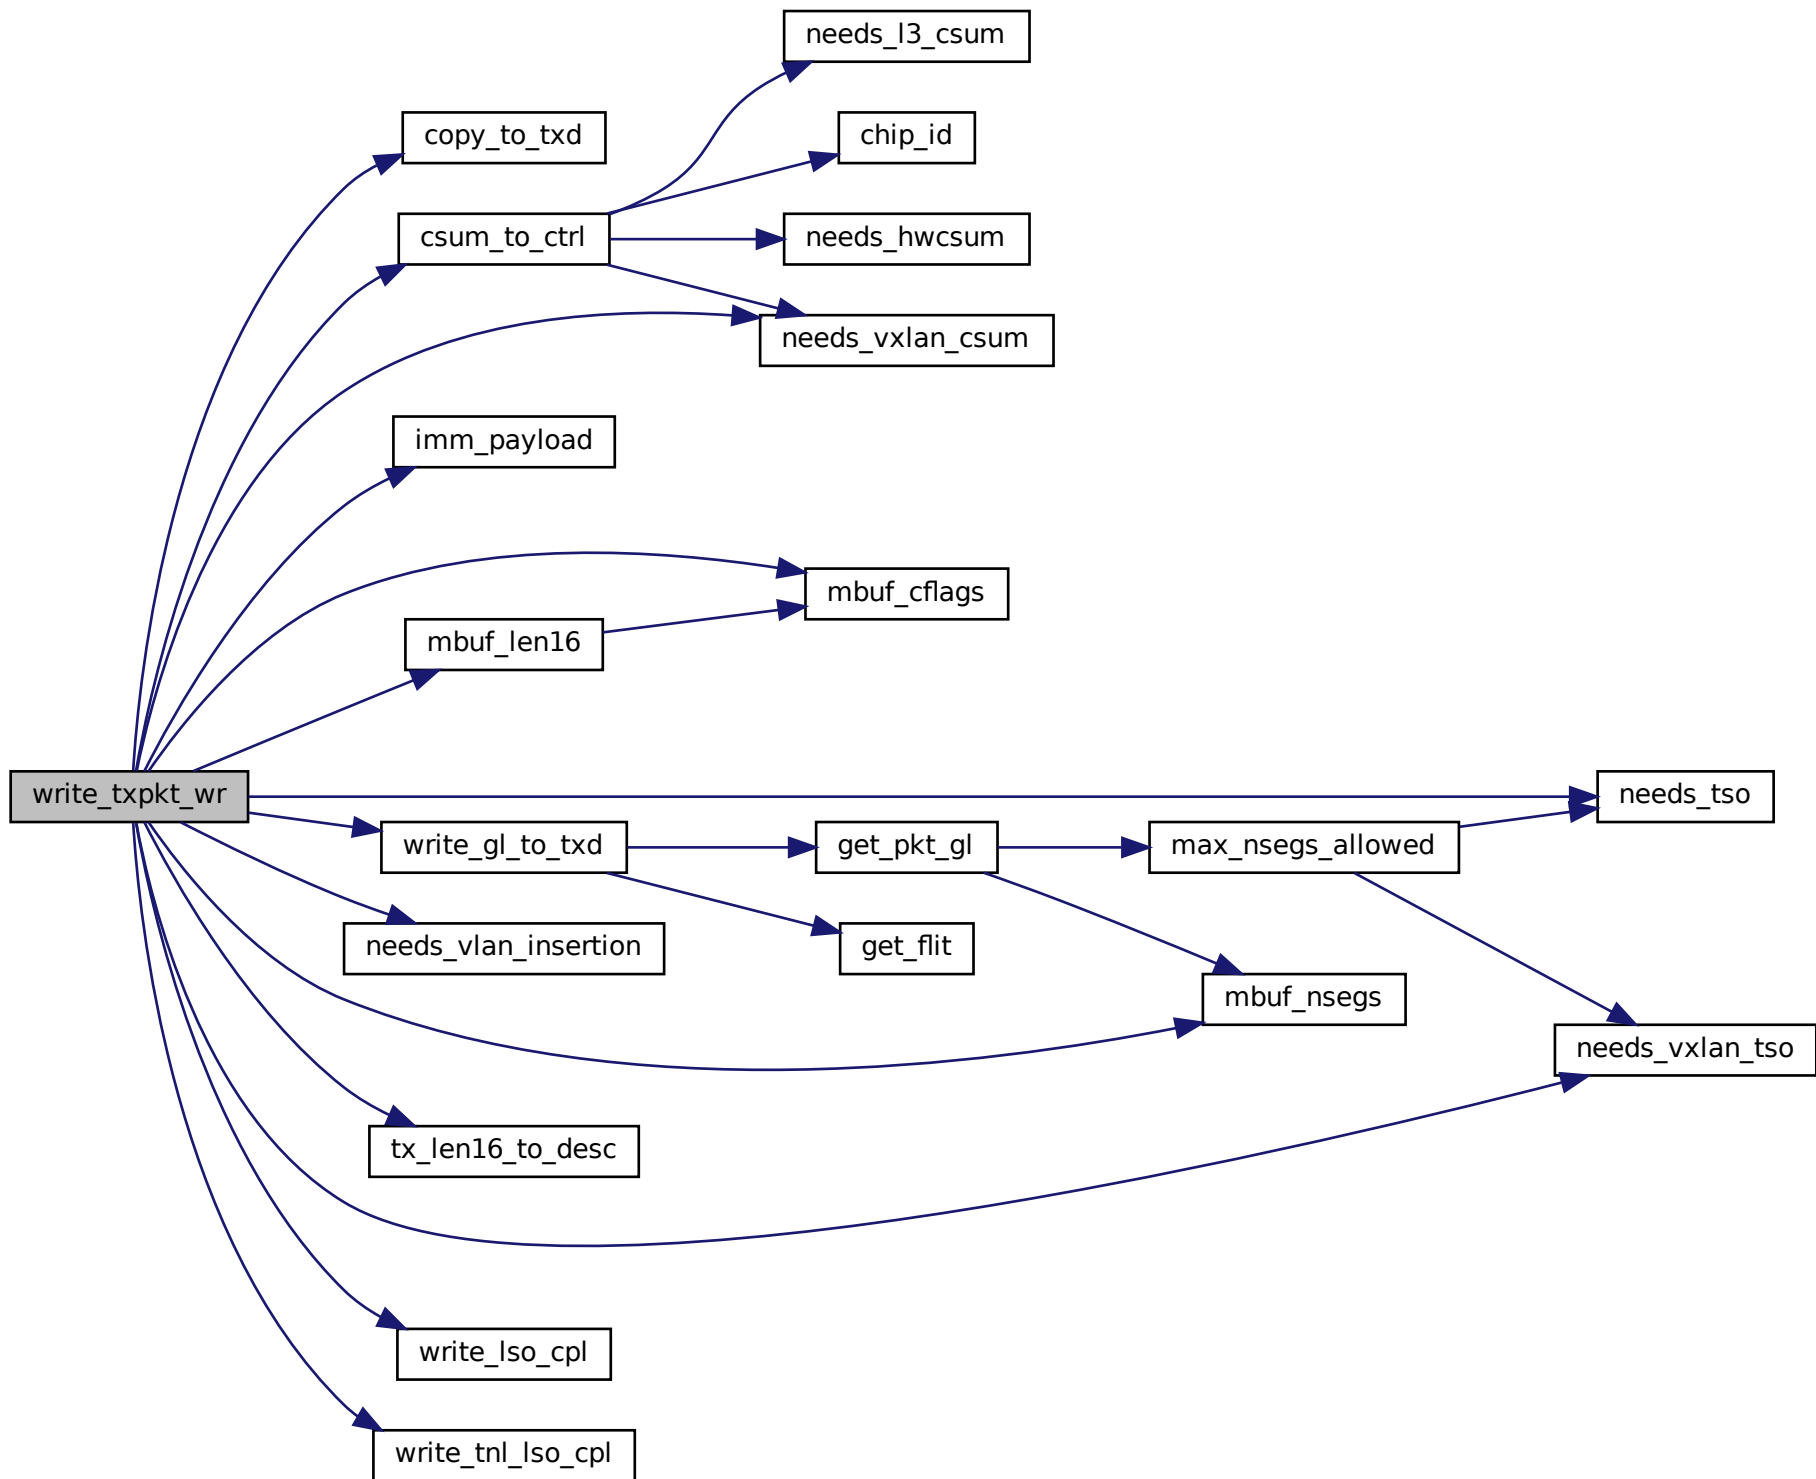 needs_l3_csum
copy_to_txd
chip_id
csum_to_ctrl
needs_hwcsum
needs_vxlan_csum
imm_payload
mbuf_cflags
mbuf_len16
write_txpkt_wr
needs_tso
write_gl_to_txd
get_pkt_gl
max_nsegs_allowed
needs_vlan_insertion
get_flit
mbuf_nsegs
needs_vxlan_tso
tx_len16_to_desc
write_lso_cpl
write_tnl_lso_cpl